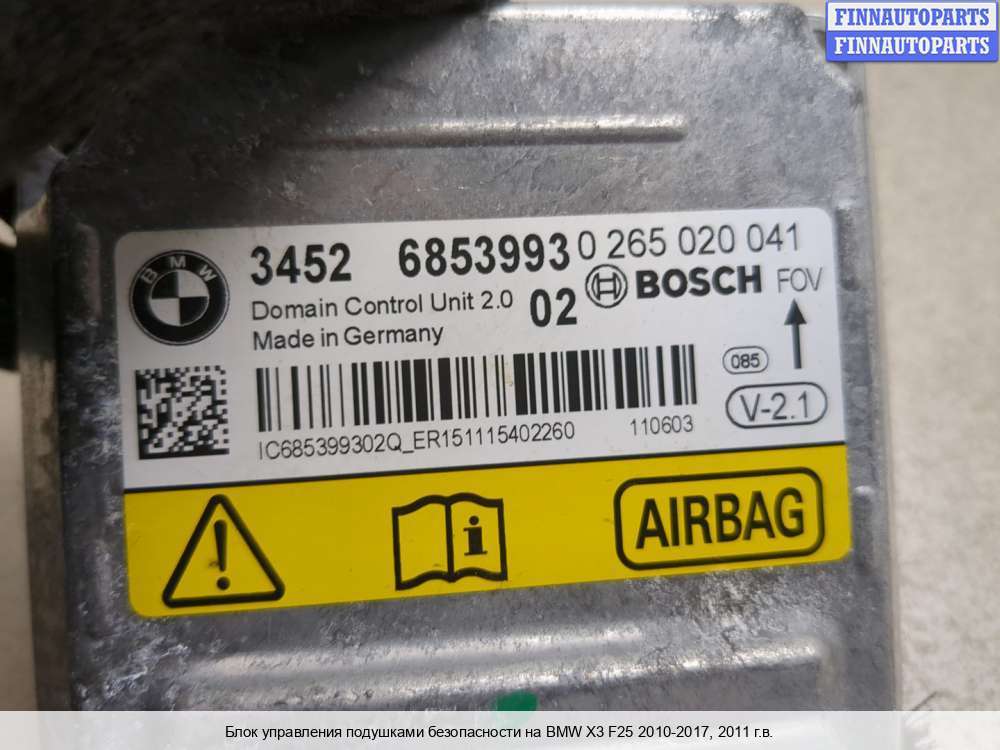 FINNAUTOPARTS
FINNAUTOPARTS
BMW
3452 6853993 0 265 020 041
Domain Control Unit 2.0 02 BOSCH FOV
Made in Germany
085
V-2.1
IC685399302Q_ER151115402260 110603
AIRBAG
Блок управления подушками безопасности на BMW X3 F25 2010-2017, 2011 г.в.